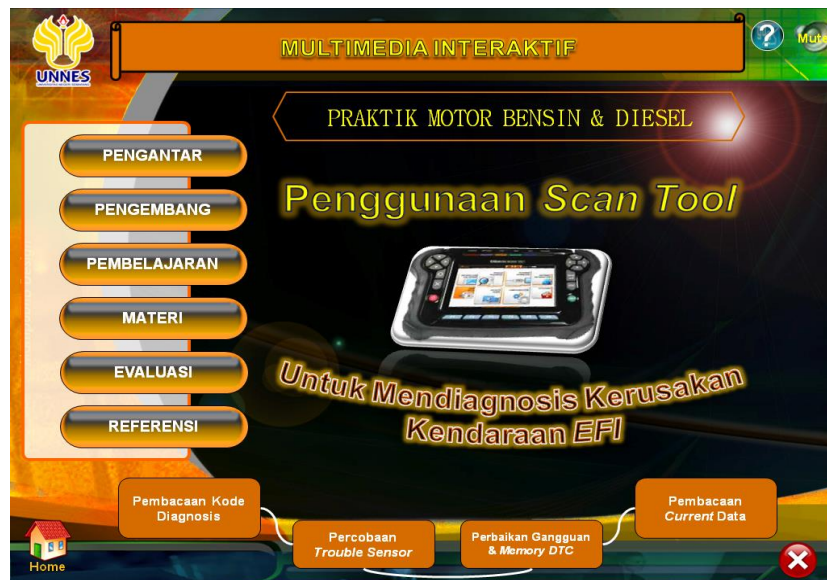 UNNES
MULTIMEDIA INTERAKTIF
?
Mute
PRAKTIK MOTOR BENSIN & DIESEL
PENGANTAR
PENGEMBANG
PEMBELAJARAN
MATERI
EVALUASI
REFERENSI
Penggunaan Scan Tool
Untuk Mendiagnosis Kerusakan
Kendaraan EFI
Pembacaan Kode
Diagnosis
Percobaan
Trouble Sensor
Perbaikan Gangguan
& Memory DTC
Pembacaan
Current Data
Home